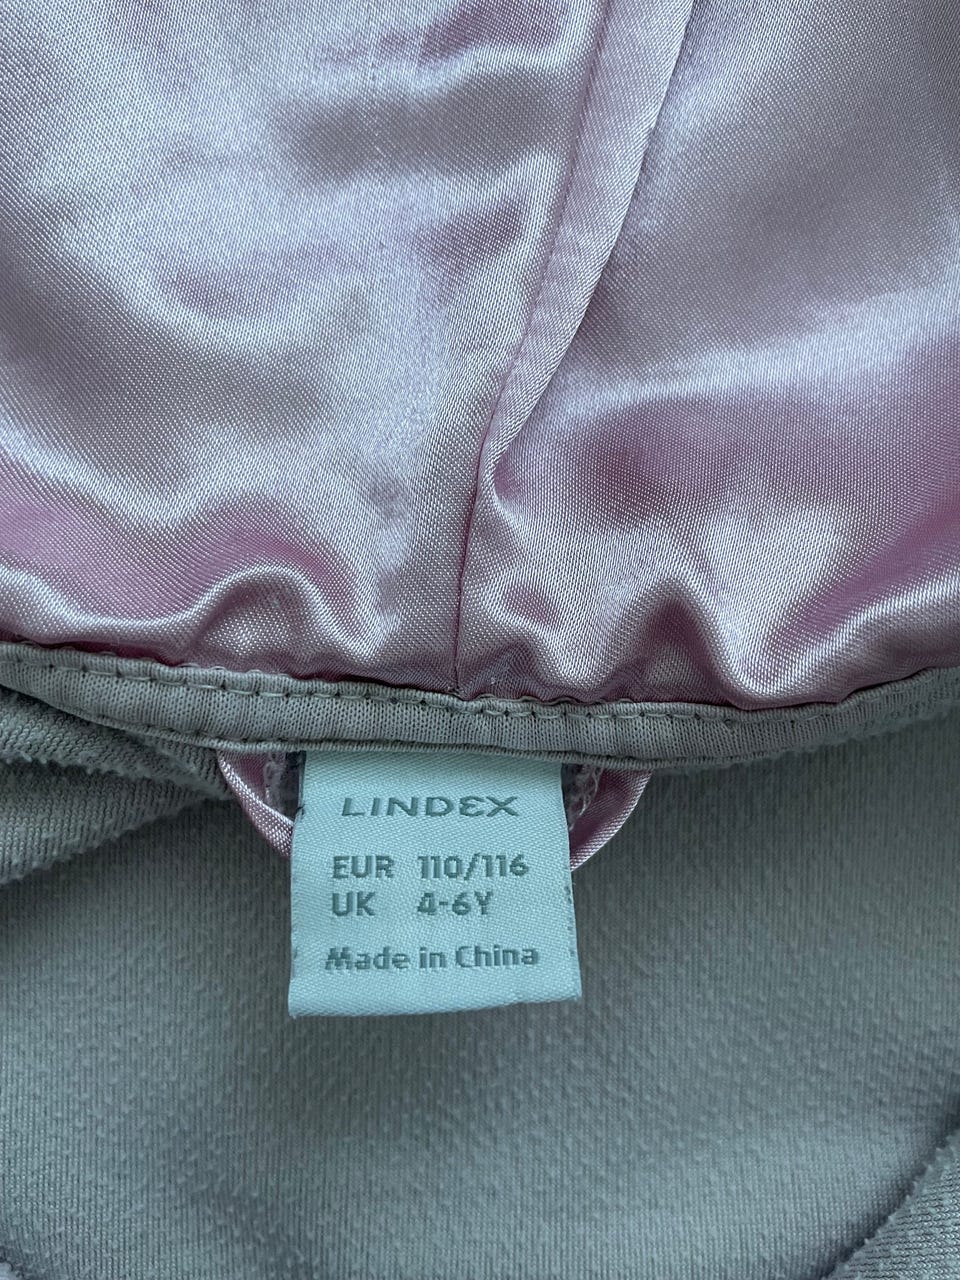 LINDEX
EUR 110/116
UK 4-6Y
Made in China